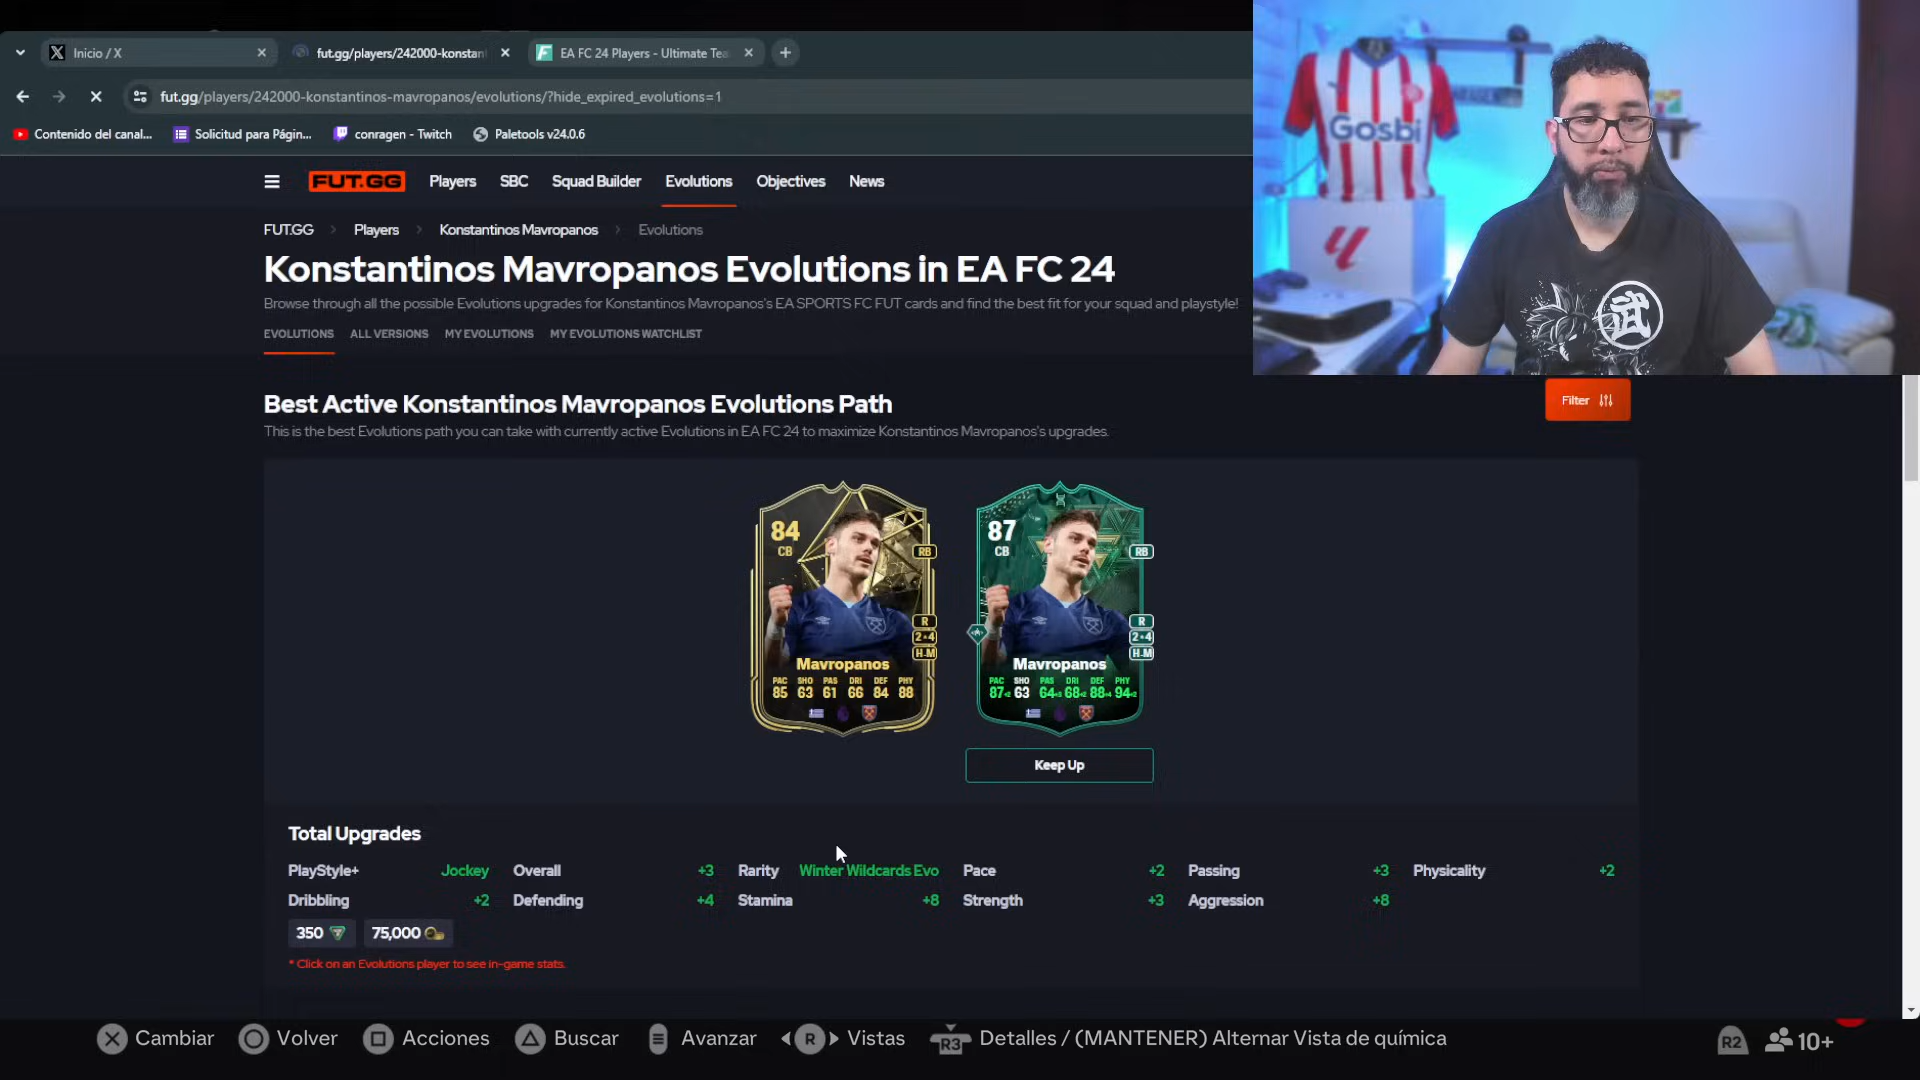 Inicio / X
fut.gg/players/242000-konstan
EA FC 24 Players - Ultimate Tea
fut.gg/players/242000-konstantinos-mavropanos/evolutions/?hide_expired_evolutions=1
Contenido del canal... Solicitud para Págin... conragen - Twitch Paletools v24.0.6
FUT.GG Players SBC Squad Builder Evolutions Objectives News
FUT.GG Players Konstantinos Mavropanos Evolutions
Konstantinos Mavropanos Evolutions in EA FC 24
Browse through all the possible Evolutions upgrades for Konstantinos Mavropanos's EA SPORTS FC FUT cards and find the best fit for your squad and playstyle!
EVOLUTIONS ALL VERSIONS MY EVOLUTIONS MY EVOLUTIONS WATCHLIST
Gosbi
Filter
Best Active Konstantinos Mavropanos Evolutions Path
This is the best Evolutions path you can take with currently active Evolutions in EA FC 24 to maximize Konstantinos Mavropanos's upgrades.
84
CB
RB
R
2★4
H-M
Mavropanos
PAC SHO PAS DRI DEF PHY
85 63 61 66 84 88
87
CB
RB
R
2★4
H-M
Mavropanos
PAC SHO PAS DRI DEF PHY
87+2 63 64+3 68+2 88+4 94+2
Keep Up
Total Upgrades
PlayStyle+ Jockey Overall +3 Rarity Winter Wildcards Evo Pace +2 Passing +3 Physicality +2
Dribbling +2 Defending +4 Stamina +8 Strength +3 Aggression +8
350 75,000
* Click on an Evolutions player to see in-game stats.
Cambiar Volver Acciones Buscar Avanzar R Vistas R3 Detalles / (MANTENER) Alternar Vista de química R2 10+